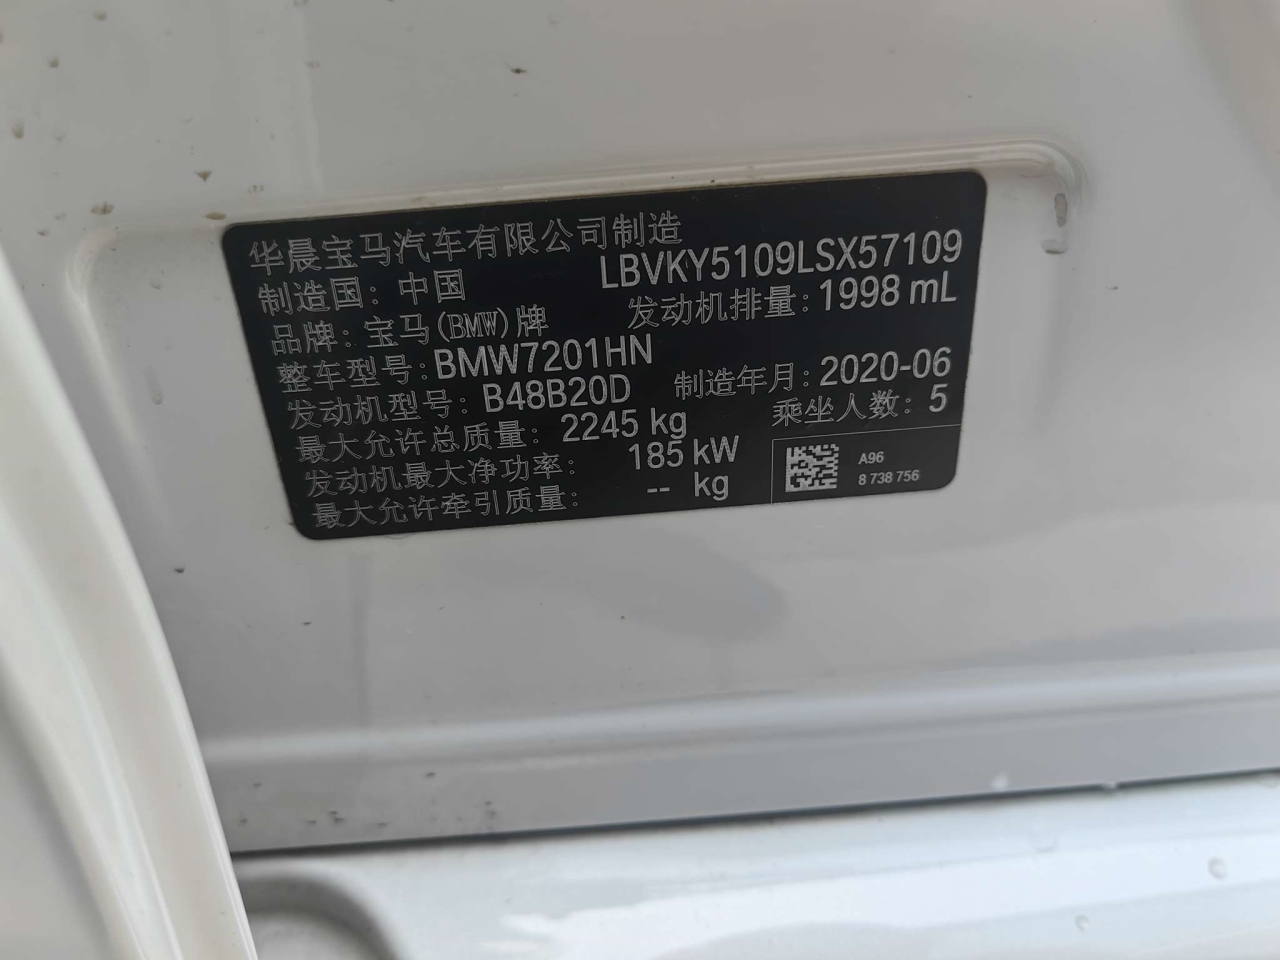 华晨宝马汽车有限公司制造
制造国：中国 LBVKY5109LSX57109
品牌：宝马(BMW)牌 发动机排量：1998 mL
整车型号：BMW7201HN
发动机型号：B48B20D 制造年月：2020-06
最大允许总质量：2245 kg 乘坐人数：5
发动机最大净功率：185 kW
最大允许牵引质量：-- kg
A96
8 738 756